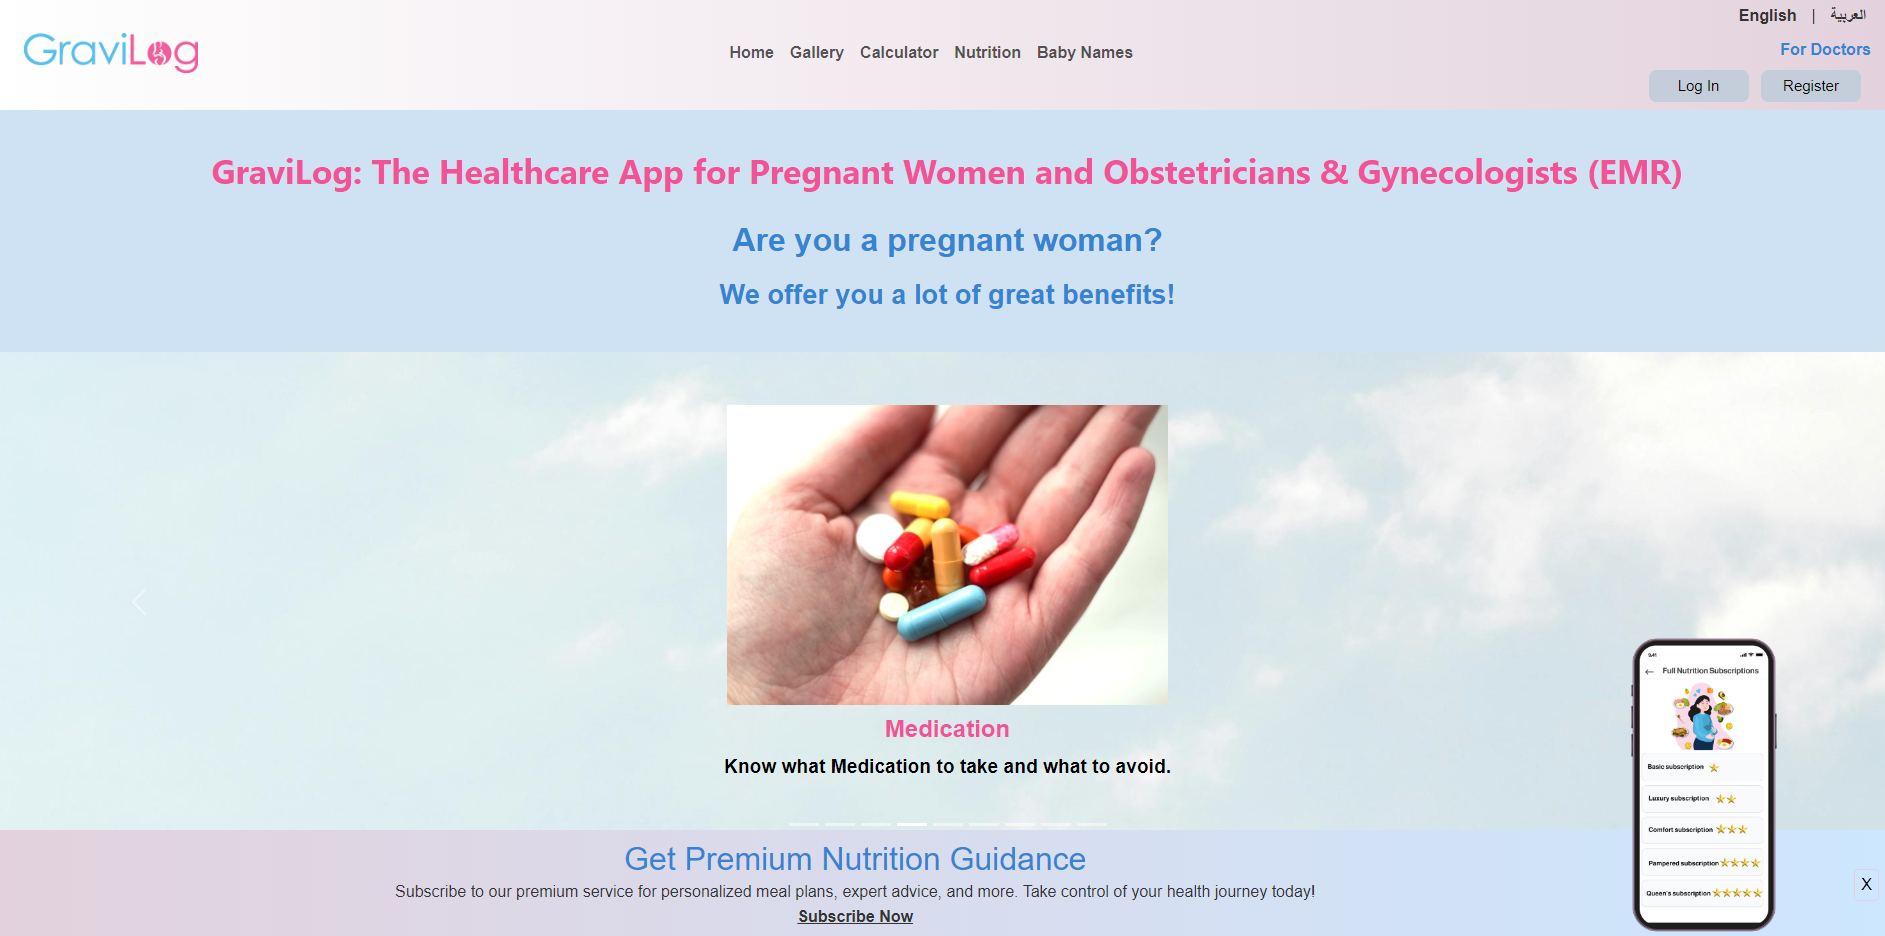 English | العربية
GraviLog
Home Gallery Calculator Nutrition Baby Names
For Doctors
Log In Register
GraviLog: The Healthcare App for Pregnant Women and Obstetricians & Gynecologists (EMR)
Are you a pregnant woman?
We offer you a lot of great benefits!
Medication
Know what Medication to take and what to avoid.
9:41
Full Nutrition Subscriptions
Basic subscription
Luxury subscription
Comfort subscription
Pampered subscription
Queen's subscription
Get Premium Nutrition Guidance
Subscribe to our premium service for personalized meal plans, expert advice, and more. Take control of your health journey today!
Subscribe Now
X